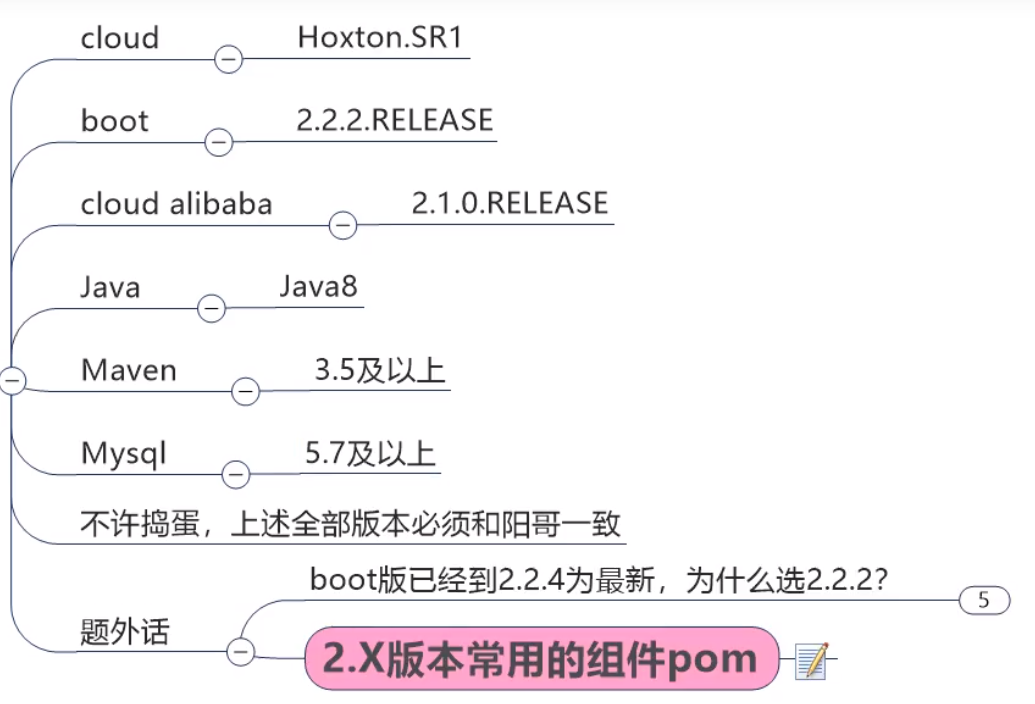 cloud Hoxton.SR1
boot 2.2.2.RELEASE
cloud alibaba 2.1.0.RELEASE
Java Java8
Maven 3.5及以上
Mysql 5.7及以上
不许捣蛋，上述全部版本必须和阳哥一致
boot版已经到2.2.4为最新，为什么选2.2.2？ 5
题外话
2.X版本常用的组件pom